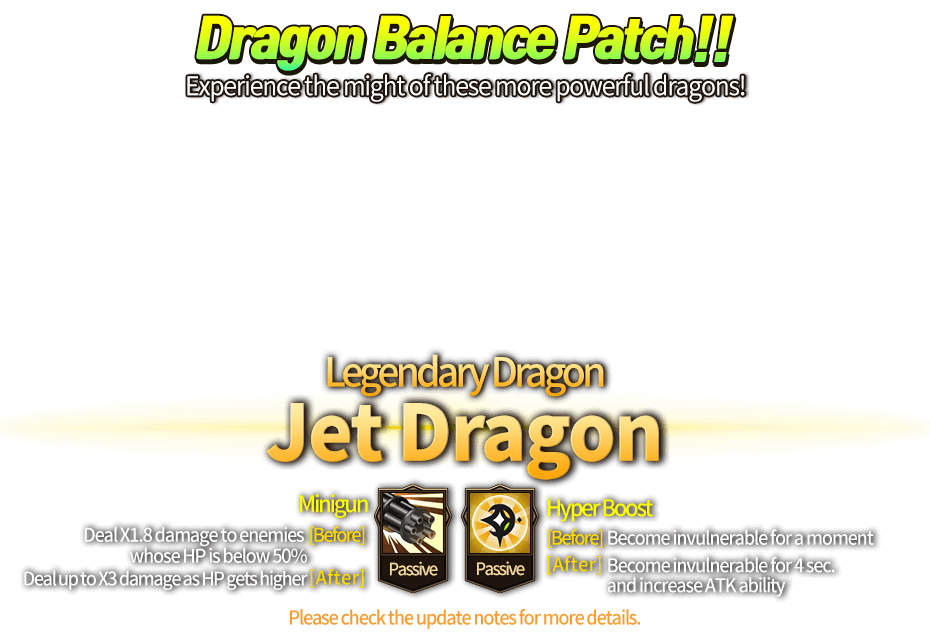 Dragon Balance Patch!!
Experience the might of these more powerful dragons!
Legendary Dragon
Jet Dragon
Minigun
Deal X1.8 damage to enemies [Before]
whose HP is below 50%
Deal up to X3 damage as HP gets higher [After]
Passive
Passive
Hyper Boost
[Before] Become invulnerable for a moment
[After] Become invulnerable for 4 sec.
and increase ATK ability
Please check the update notes for more details.